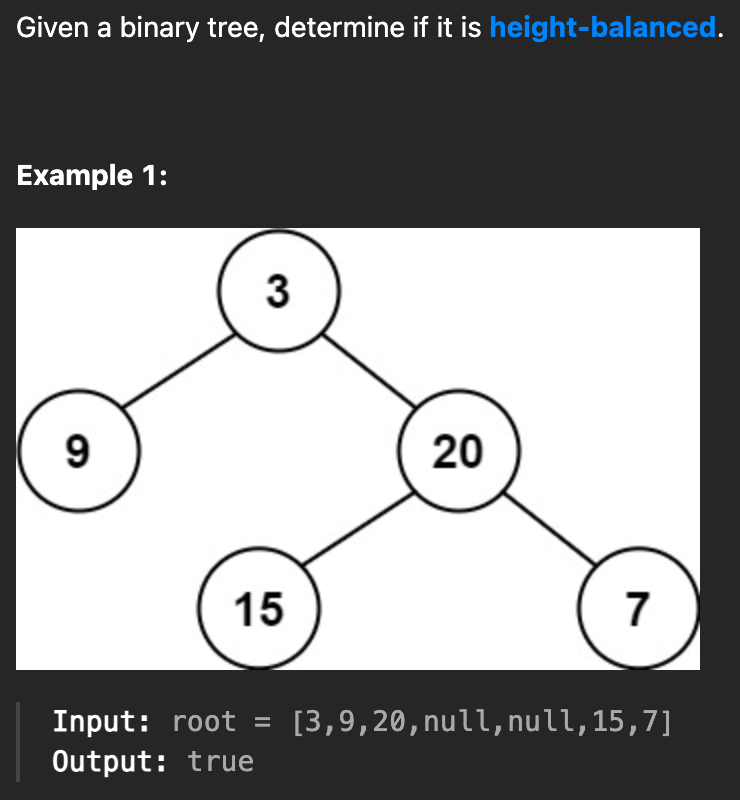 Given a binary tree, determine if it is height-balanced.
Example 1:
3
9
20
15
7
Input: root = [3,9,20,null,null,15,7]
Output: true